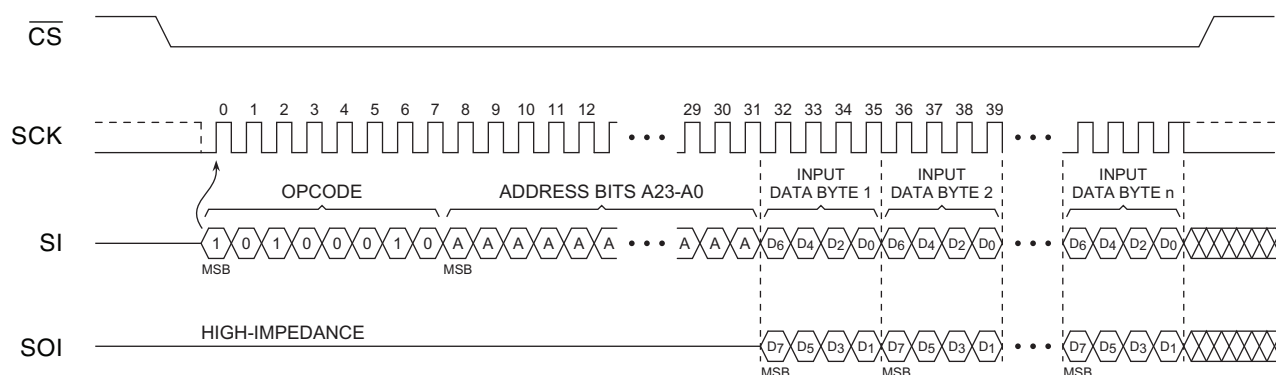 CS
SCK
0 1 2 3 4 5 6 7 8 9 10 11 12 29 30 31 32 33 34 35 36 37 38 39
OPCODE
ADDRESS BITS A23-A0
INPUT DATA BYTE 1
INPUT DATA BYTE 2
INPUT DATA BYTE n
SI
1 0 1 0 0 0 1 0 A A A A A A A A A D6 D4 D2 D0 D6 D4 D2 D0 D6 D4 D2 D0
MSB MSB
HIGH-IMPEDANCE
SOI
D7 D5 D3 D1 D7 D5 D3 D1 D7 D5 D3 D1
MSB MSB MSB